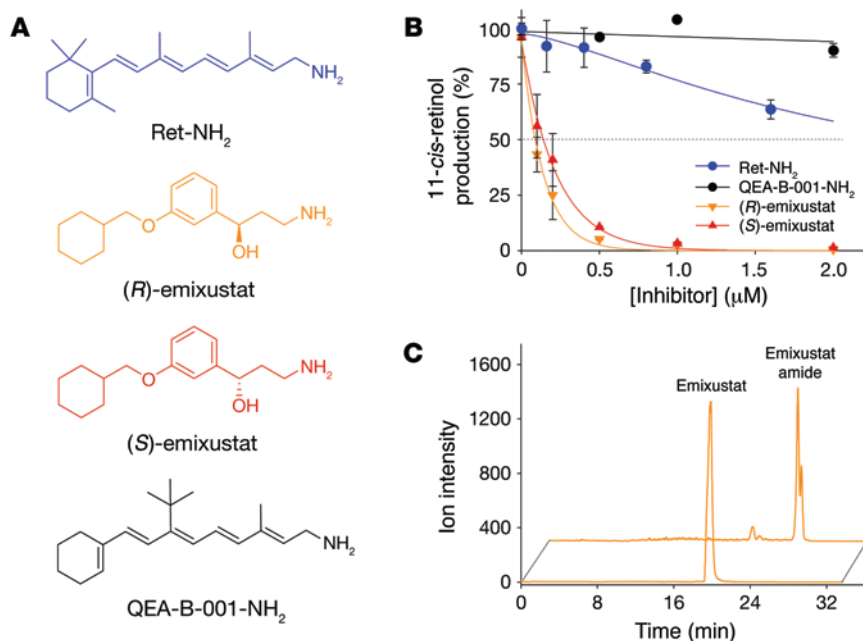 A
NH2
Ret-NH2
NH2
O
OH
(R)-emixustat
NH2
O
OH
(S)-emixustat
NH2
QEA-B-001-NH2
B
11-cis-retinol
production (%)
100
75
50
25
0
Ret-NH2
QEA-B-001-NH2
(R)-emixustat
(S)-emixustat
0 0.5 1.0 1.5 2.0
[Inhibitor] (μM)
C
Ion intensity
1600
1200
800
400
0
Emixustat
Emixustat
amide
0 8 16 24 32
Time (min)